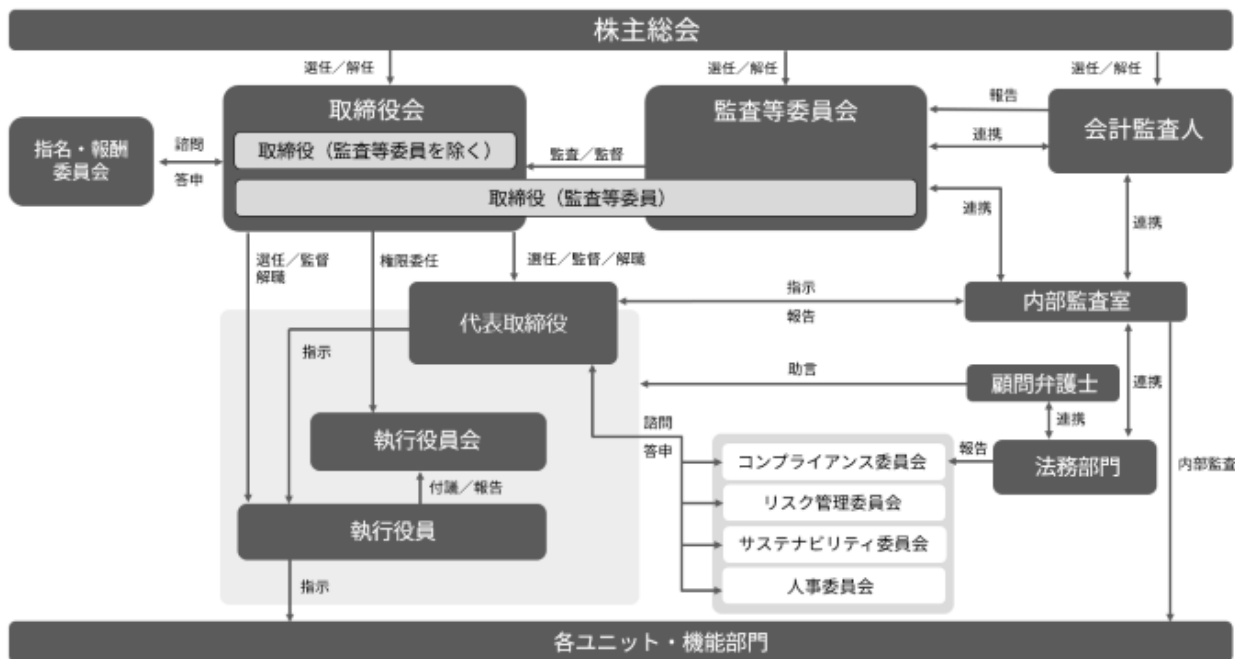 株主総会
選任／解任
選任／解任
選任／解任
取締役会
監査等委員会
会計監査人
報告
連携
指名・報酬
委員会
諮問
答申
取締役（監査等委員を除く）
監査／監督
取締役（監査等委員）
連携
連携
選任／監督
解職
権限委任
選任／監督／解職
代表取締役
指示
報告
内部監査室
指示
助言
顧問弁護士
連携
連携
執行役員会
諮問
答申
コンプライアンス委員会
報告
法務部門
内部監査
付議／報告
リスク管理委員会
執行役員
サステナビリティ委員会
指示
人事委員会
各ユニット・機能部門